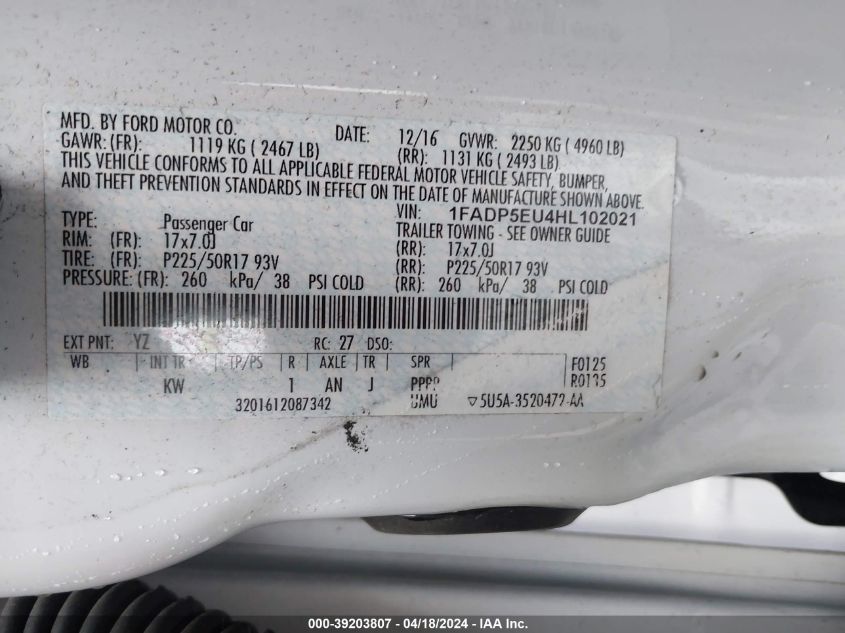 MFD. BY FORD MOTOR CO. DATE: 12/16 GVWR: 2250 KG ( 4960 LB)
GAWR: (FR): 1119 KG ( 2467 LB) (RR): 1131 KG ( 2493 LB)
THIS VEHICLE CONFORMS TO ALL APPLICABLE FEDERAL MOTOR VEHICLE SAFETY, BUMPER,
AND THEFT PREVENTION STANDARDS IN EFFECT ON THE DATE OF MANUFACTURE SHOWN ABOVE.
VIN: 1FADP5EU4HL102021
TYPE: Passenger Car TRAILER TOWING - SEE OWNER GUIDE
RIM: (FR): 17x7.0J (RR): 17x7.0J
TIRE: (FR): P225/50R17 93V (RR): P225/50R17 93V
PRESSURE: (FR): 260 kPa/ 38 PSI COLD (RR): 260 kPa/ 38 PSI COLD
EXT PNT: YZ RC: 27 DSO:
WB INT TR TP/PS R AXLE TR SPR F0125
KW 1 AN J PPPP R0135
3201612087342 UMU ▽5U5A-3520472-AA
000-39203807 - 04/18/2024 - IAA Inc.